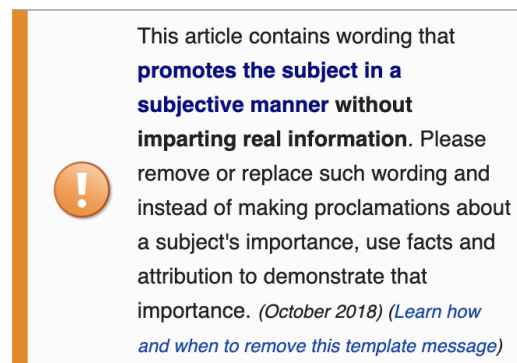 This article contains wording that
promotes the subject in a
subjective manner without
imparting real information. Please
remove or replace such wording and
instead of making proclamations about
a subject's importance, use facts and
attribution to demonstrate that
importance. (October 2018) (Learn how
and when to remove this template message)